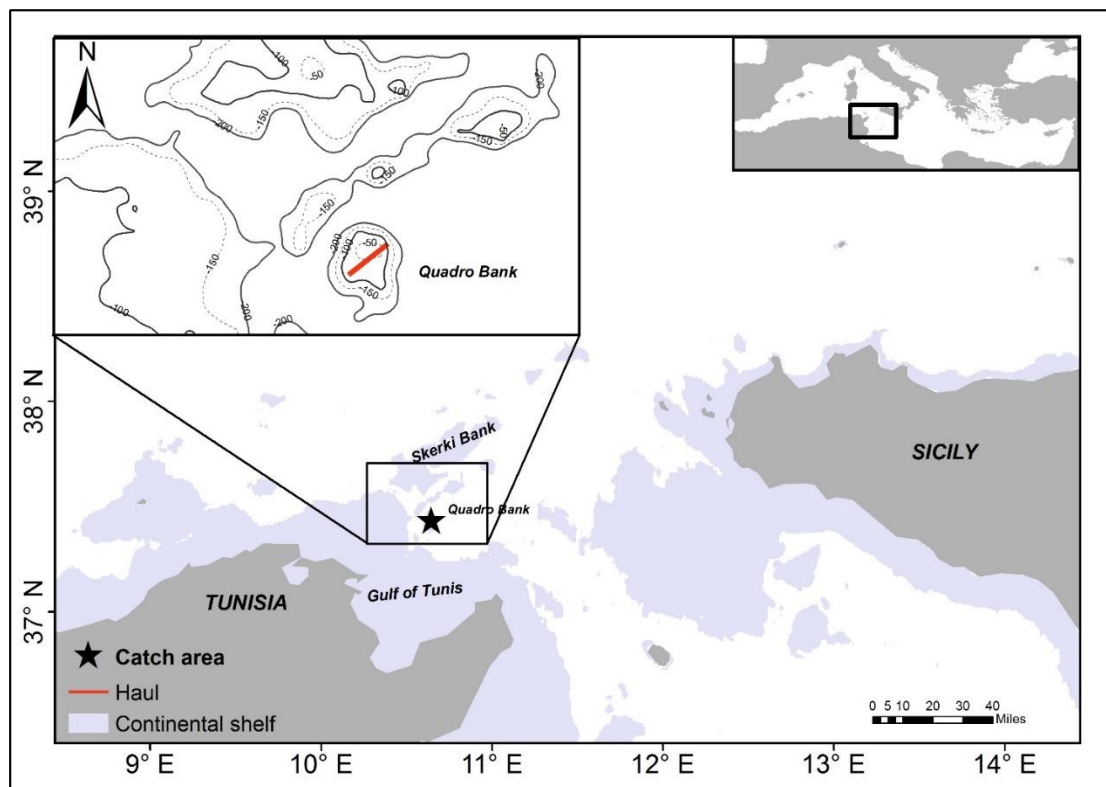 N
-100
-50
-100
-200
-150
-200
-200
-50
-150
-150
-150
-150
-50
-200
-100
-150
Quadro Bank
-200
-200
-100
39° N
38° N
37° N
Skerki Bank
Quadro Bank
SICILY
Gulf of Tunis
TUNISIA
Catch area
Haul
Continental shelf
0 5 10 20 30 40
Miles
9° E 10° E 11° E 12° E 13° E 14° E